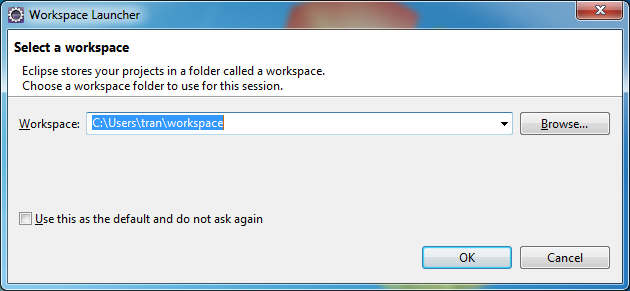 Workspace Launcher
Select a workspace
Eclipse stores your projects in a folder called a workspace.
Choose a workspace folder to use for this session.
Workspace: C:\Users\tran\workspace Browse...
Use this as the default and do not ask again
OK Cancel